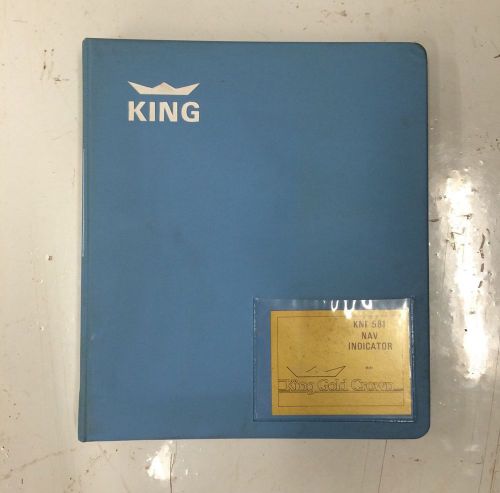 KING
KNI 581
NAV
INDICATOR
King Gold Crown